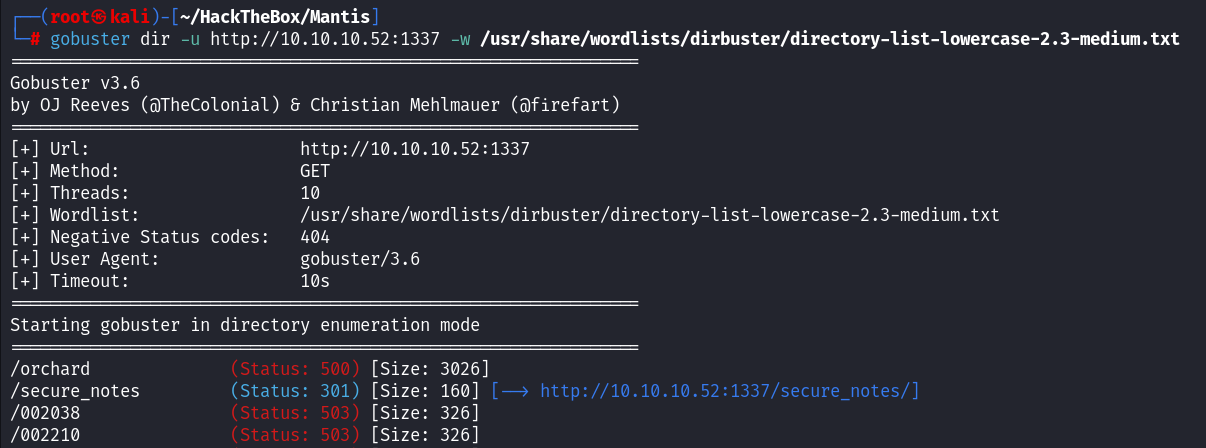 ┌──(root㉿kali)-[~/HackTheBox/Mantis]
└─# gobuster dir -u http://10.10.10.52:1337 -w /usr/share/wordlists/dirbuster/directory-list-lowercase-2.3-medium.txt
===============================================================
Gobuster v3.6
by OJ Reeves (@TheColonial) & Christian Mehlmauer (@firefart)
===============================================================
[+] Url:                     http://10.10.10.52:1337
[+] Method:                  GET
[+] Threads:                 10
[+] Wordlist:                /usr/share/wordlists/dirbuster/directory-list-lowercase-2.3-medium.txt
[+] Negative Status codes:   404
[+] User Agent:              gobuster/3.6
[+] Timeout:                 10s
===============================================================
Starting gobuster in directory enumeration mode
===============================================================
/orchard              (Status: 500) [Size: 3026]
/secure_notes         (Status: 301) [Size: 160] [--> http://10.10.10.52:1337/secure_notes/]
/002038               (Status: 503) [Size: 326]
/002210               (Status: 503) [Size: 326]